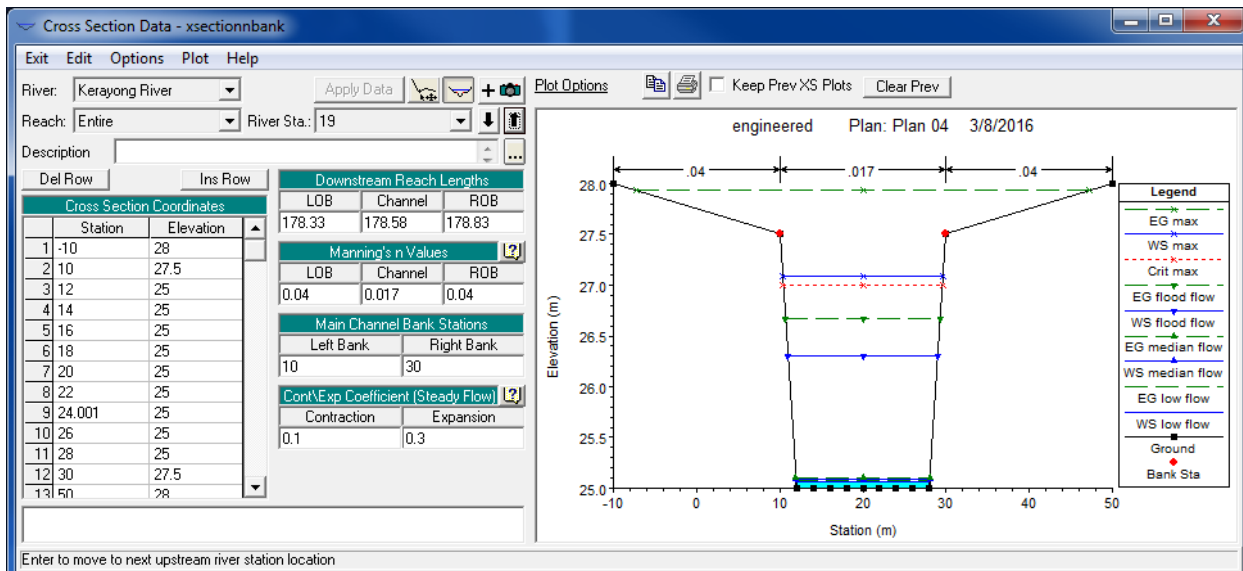 Cross Section Data - xsectionnbank
Exit Edit Options Plot Help
River: Kerayong River
Apply Data
Plot Options
Keep Prev XS Plots
Clear Prev
Reach: Entire
River Sta.: 19
Description
...
Del Row
Ins Row
Cross Section Coordinates
Station Elevation
1 -10 28
2 10 27.5
3 12 25
4 14 25
5 16 25
6 18 25
7 20 25
8 22 25
9 24.001 25
10 26 25
11 28 25
12 30 27.5
13 50 28
Downstream Reach Lengths
LOB Channel ROB
178.33 178.58 178.83
Manning's n Values
LOB Channel ROB
0.04 0.017 0.04
Main Channel Bank Stations
Left Bank Right Bank
10 30
Cont\Exp Coefficient (Steady Flow)
Contraction Expansion
0.1 0.3
engineered Plan: Plan 04 3/8/2016
.04 .017 .04
28.0
27.5
27.0
26.5
26.0
25.5
25.0
Elevation (m)
-10 0 10 20 30 40 50
Station (m)
Legend
EG max
WS max
Crit max
EG flood flow
WS flood flow
EG median flow
WS median flow
EG low flow
WS low flow
Ground
Bank Sta
Enter to move to next upstream river station location